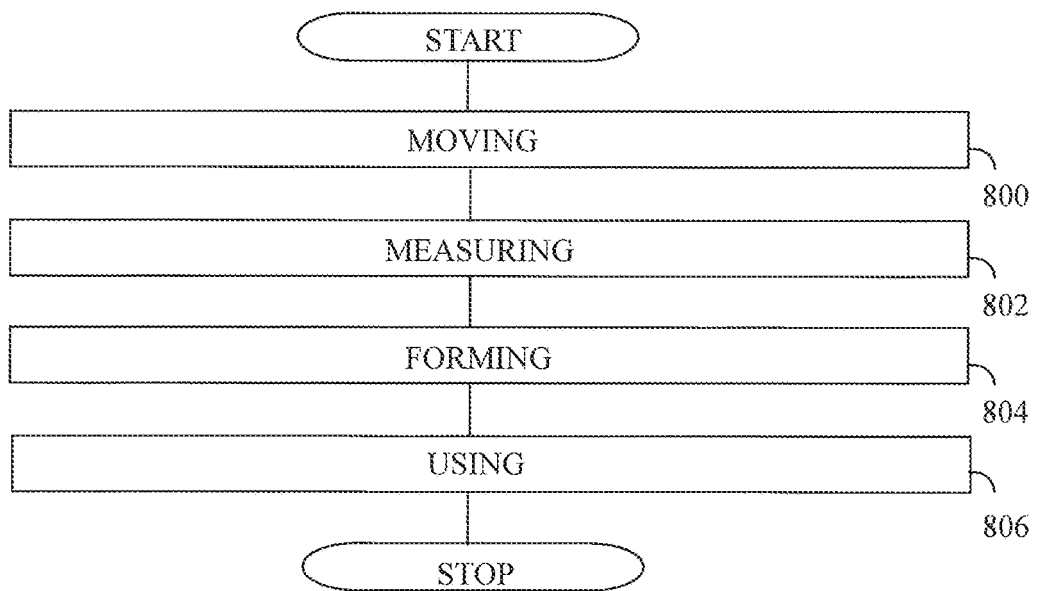 START
MOVING
800
MEASURING
802
FORMING
804
USING
806
STOP